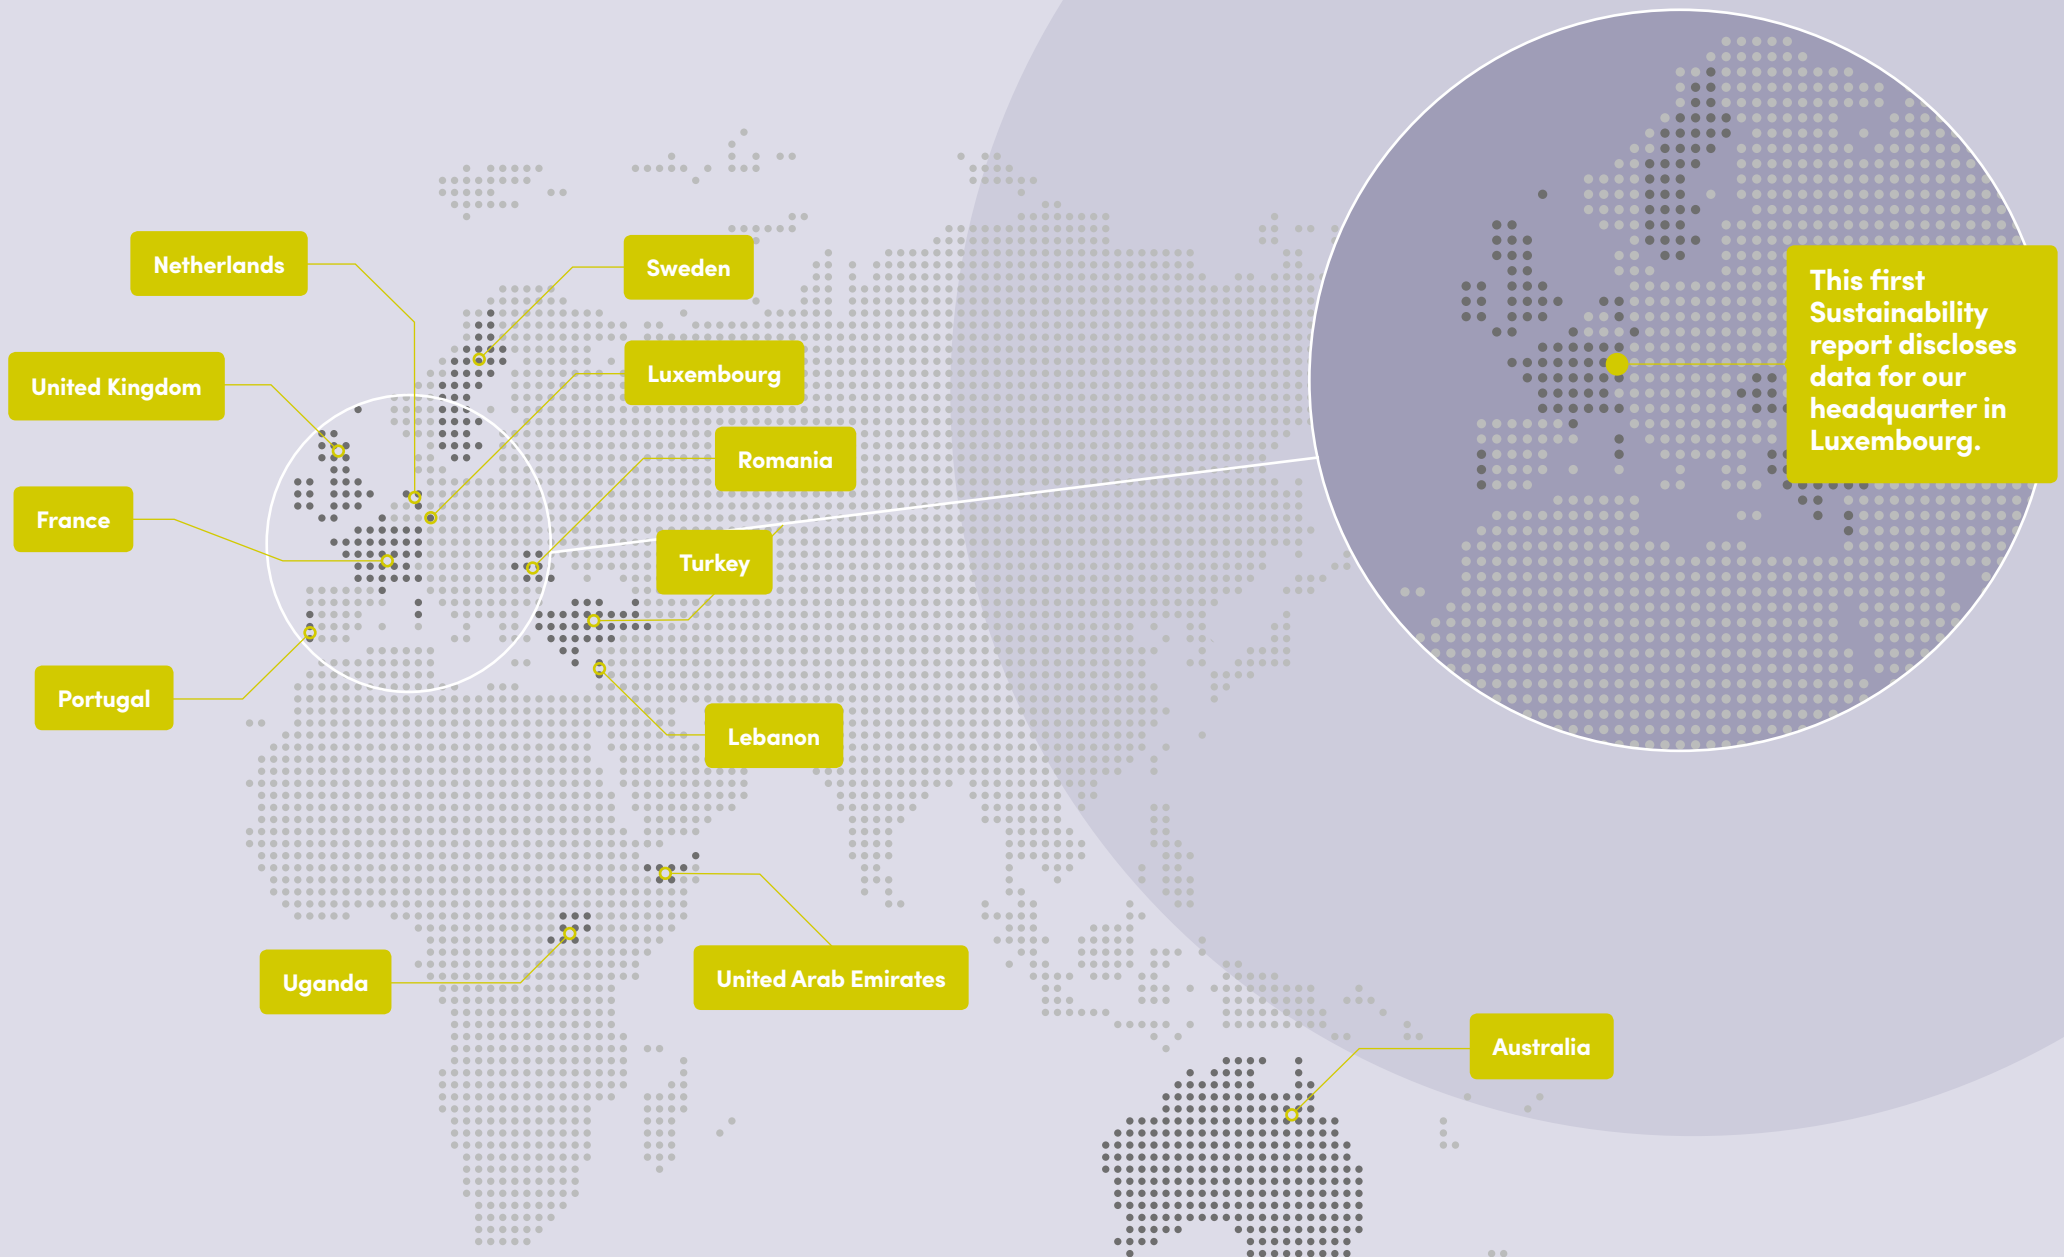 Netherlands
Sweden
United Kingdom
Luxembourg
Romania
France
Turkey
Portugal
Lebanon
Uganda
United Arab Emirates
Australia
This first
Sustainability
report discloses
data for our
headquarter in
Luxembourg.